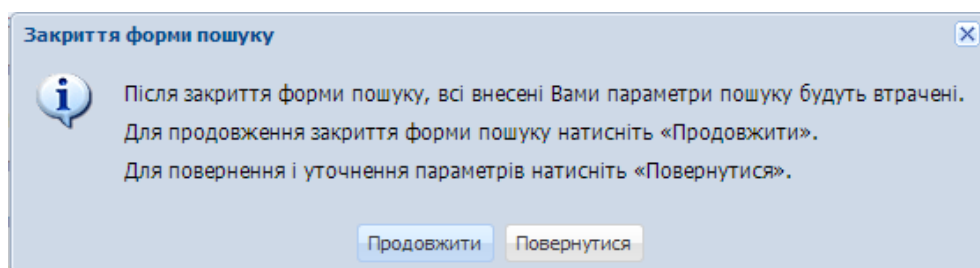 Закриття форми пошуку
Після закриття форми пошуку, всі внесені Вами параметри пошуку будуть втрачені.
Для продовження закриття форми пошуку натисніть «Продовжити».
Для повернення і уточнення параметрів натисніть «Повернутися».
Продовжити Повернутися